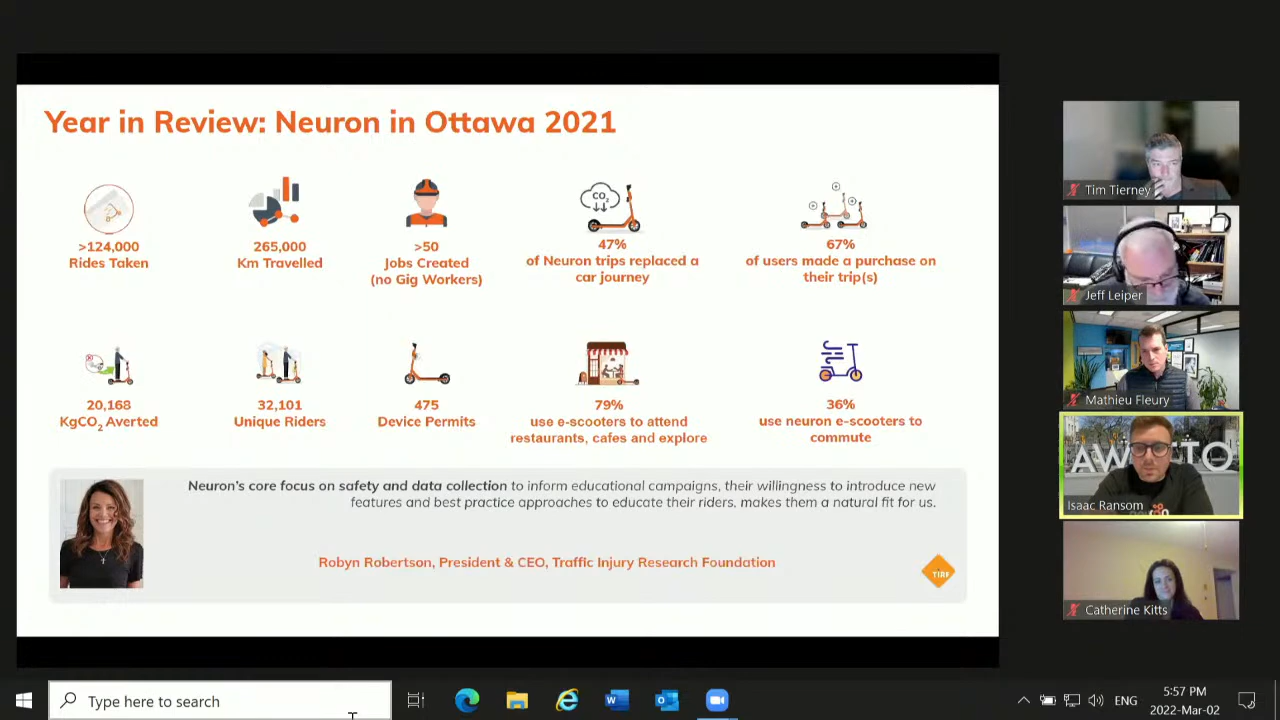 Year in Review: Neuron in Ottawa 2021
>124,000
Rides Taken
265,000
Km Travelled
>50
Jobs Created
(no Gig Workers)
CO2
47%
of Neuron trips replaced a
car journey
67%
of users made a purchase on
their trip(s)
20,168
KgCO2 Averted
32,101
Unique Riders
475
Device Permits
79%
use e-scooters to attend
restaurants, cafes and explore
36%
use neuron e-scooters to
commute
Neuron's core focus on safety and data collection to inform educational campaigns, their willingness to introduce new
features and best practice approaches to educate their riders. makes them a natural fit for us.
Robyn Robertson, President & CEO, Traffic Injury Research Foundation
TIRF
Tim Tierney
Jeff Leiper
Mathieu Fleury
AW TTO
Isaac Ransom
Catherine Kitts
Type here to search
ENG
5:57 PM
2022-Mar-02